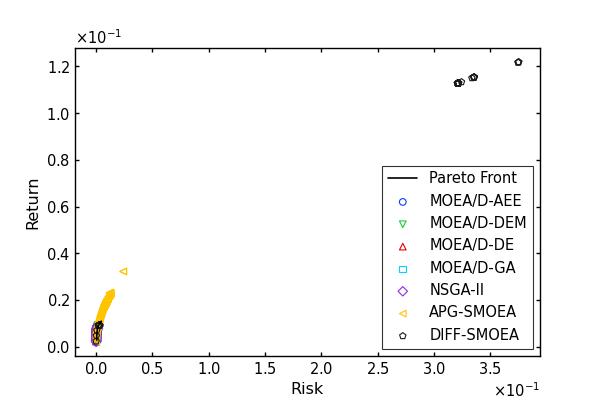 ×10⁻¹
1.2
1.0
0.8
0.6
0.4
0.2
0.0
Return
Pareto Front
MOEA/D-AEE
MOEA/D-DEM
MOEA/D-DE
MOEA/D-GA
NSGA-II
APG-SMOEA
DIFF-SMOEA
0.0 0.5 1.0 1.5 2.0 2.5 3.0 3.5
Risk
×10⁻¹